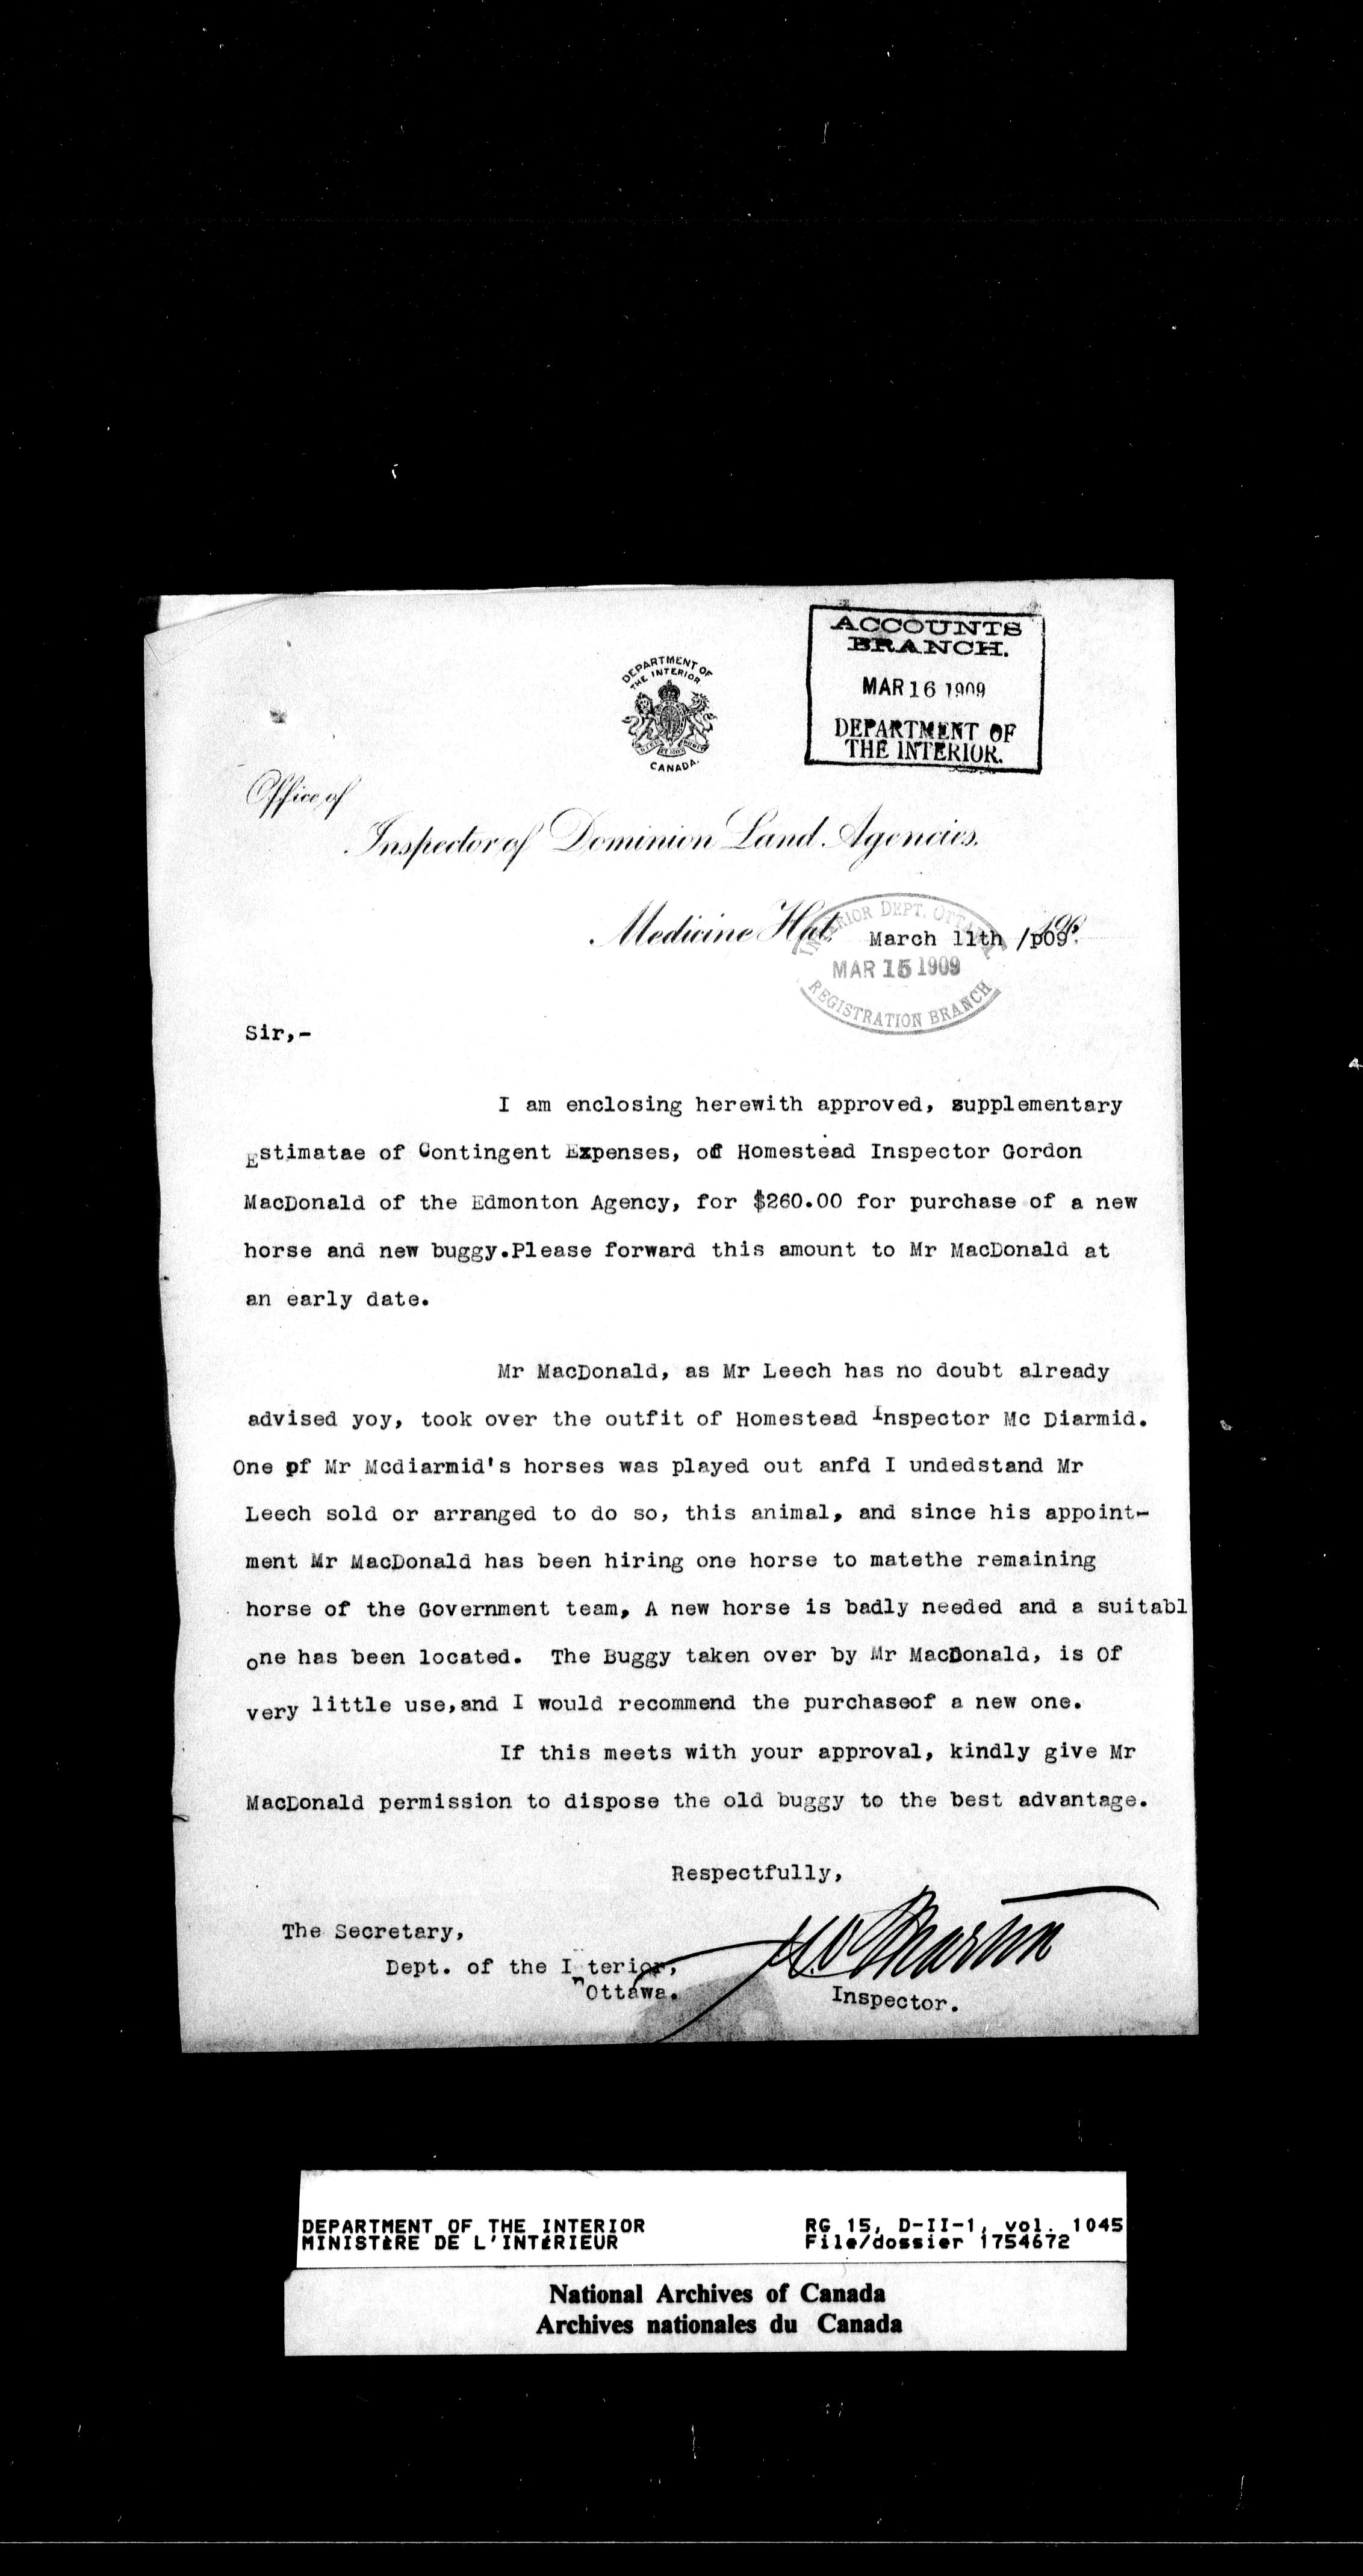 ACCOUNTS
BRANCH.
MAR 16 1909
DEPARTMENT OF
THE INTERIOR.
DEPARTMENT OF
THE INTERIOR
CANADA.
Office of
Inspector of Dominion Land Agencies.
Medicine Hat, March 11th /p09. 190
INTERIOR DEPT. OTTAWA
MAR 15 1909
REGISTRATION BRANCH
Sir,-
I am enclosing herewith approved, supplementary
Estimatae of Contingent Expenses, of Homestead Inspector Gordon
MacDonald of the Edmonton Agency, for $260.00 for purchase of a new
horse and new buggy.Please forward this amount to Mr MacDonald at
an early date.
Mr MacDonald, as Mr Leech has no doubt already
advised yoy, took over the outfit of Homestead Inspector Mc Diarmid.
One of Mr Mcdiarmid's horses was played out anfd I undedstand Mr
Leech sold or arranged to do so, this animal, and since his appoint-
ment Mr MacDonald has been hiring one horse to matethe remaining
horse of the Government team, A new horse is badly needed and a suitabl
one has been located. The Buggy taken over by Mr MacDonald, is Of
very little use,and I would recommend the purchaseof a new one.
If this meets with your approval, kindly give Mr
MacDonald permission to dispose the old buggy to the best advantage.
Respectfully,
The Secretary,
Dept. of the Interior,
Ottawa.
Martin
Inspector.
DEPARTMENT OF THE INTERIOR RG 15, D-II-1, vol. 1045
MINISTÈRE DE L'INTÉRIEUR File/dossier 1754672
National Archives of Canada
Archives nationales du Canada